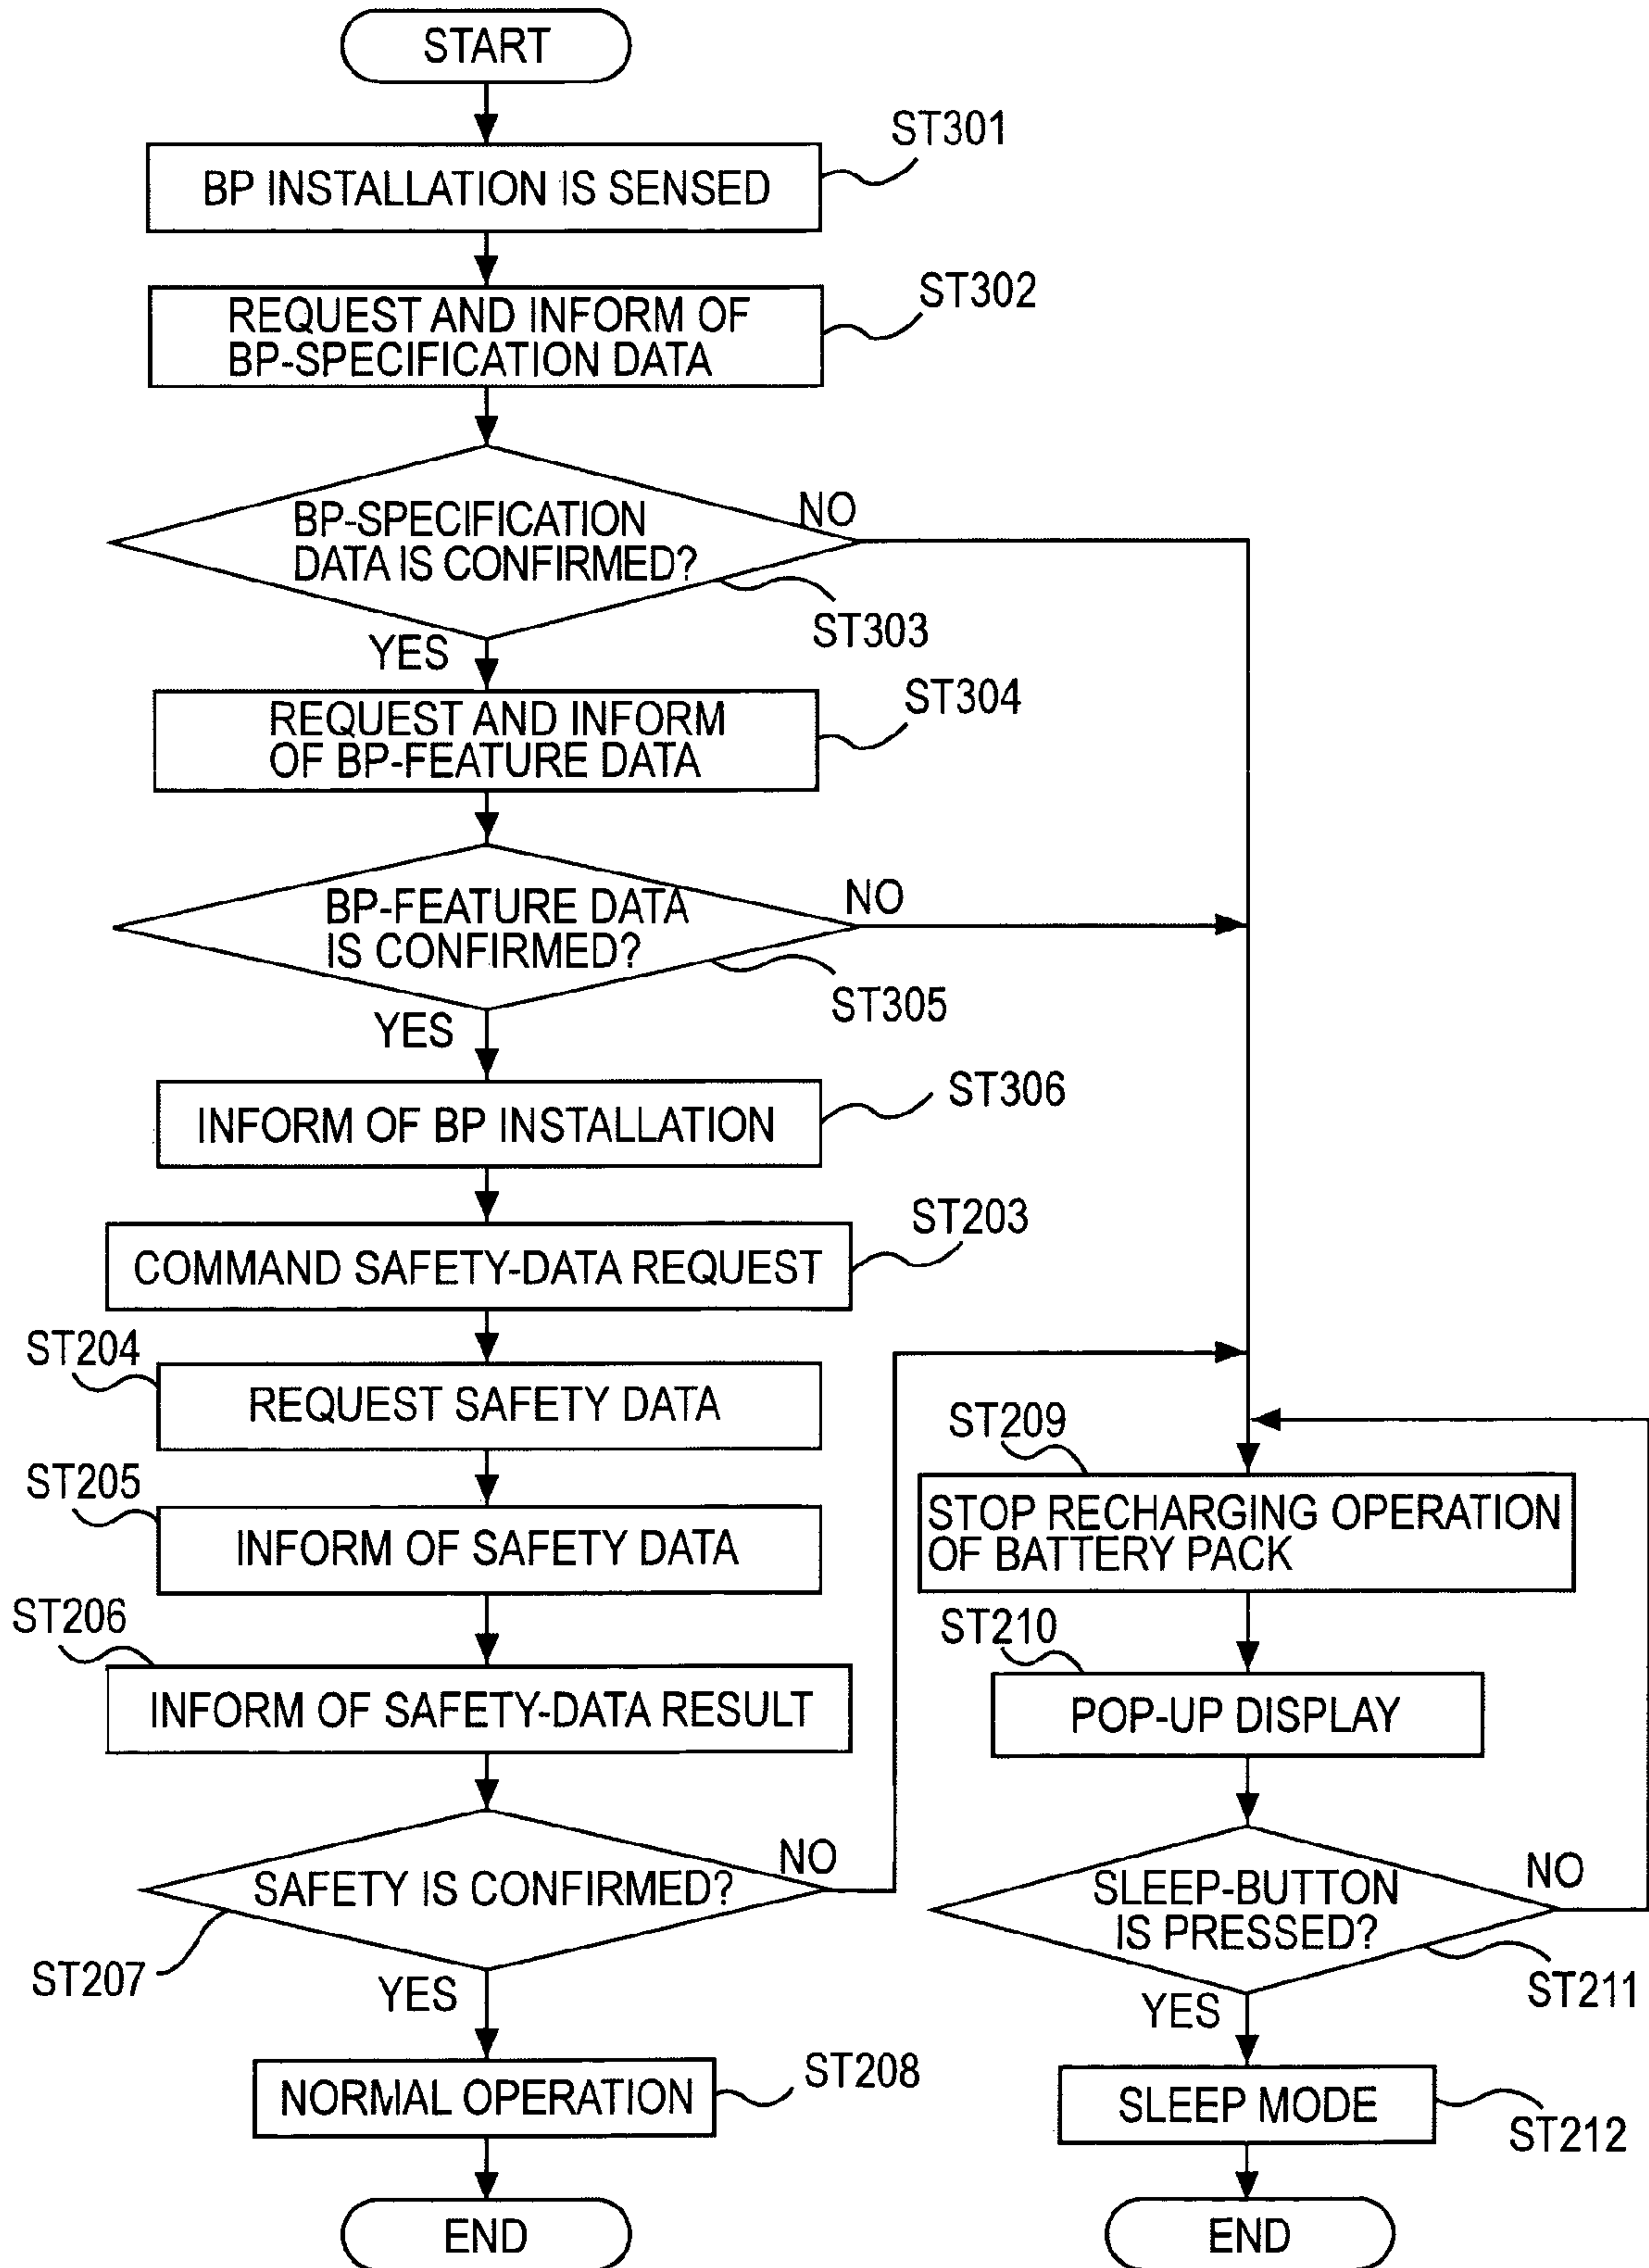 START
ST301
BP INSTALLATION IS SENSED
ST302
REQUEST AND INFORM OF
BP-SPECIFICATION DATA
NO
BP-SPECIFICATION
DATA IS CONFIRMED?
ST303
YES
ST304
REQUEST AND INFORM
OF BP-FEATURE DATA
NO
BP-FEATURE DATA
IS CONFIRMED?
ST305
YES
ST306
INFORM OF BP INSTALLATION
ST203
COMMAND SAFETY-DATA REQUEST
ST204
REQUEST SAFETY DATA
ST205
INFORM OF SAFETY DATA
ST206
INFORM OF SAFETY-DATA RESULT
NO
SAFETY IS CONFIRMED?
ST207
YES
ST208
NORMAL OPERATION
END
ST209
STOP RECHARGING OPERATION
OF BATTERY PACK
ST210
POP-UP DISPLAY
NO
SLEEP-BUTTON
IS PRESSED?
ST211
YES
SLEEP MODE
ST212
END